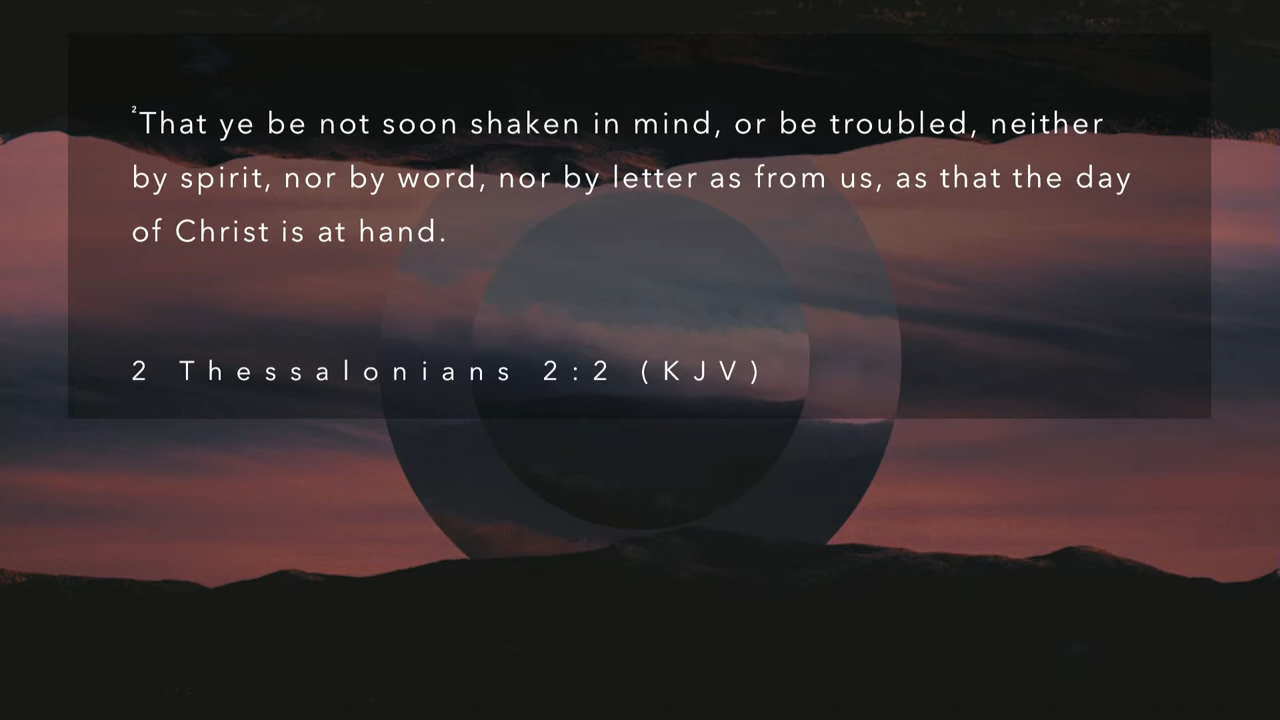 ²That ye be not soon shaken in mind, or be troubled, neither
by spirit, nor by word, nor by letter as from us, as that the day
of Christ is at hand.
2 Thessalonians 2:2 (KJV)